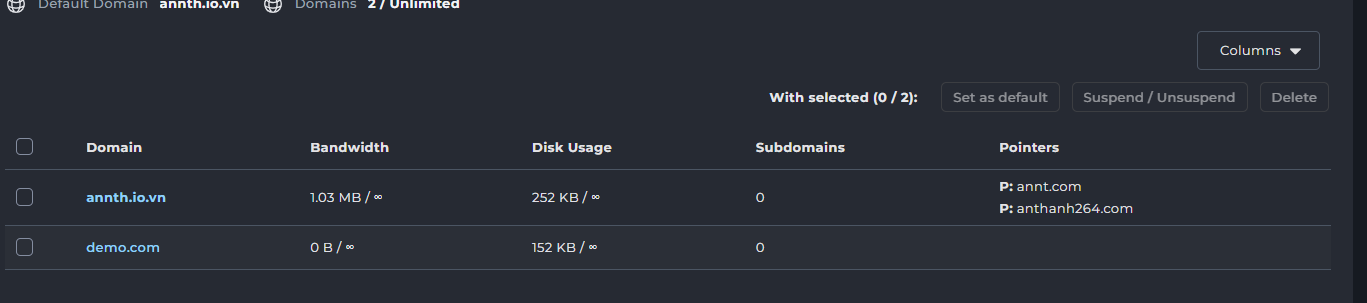 Default Domain annth.io.vn Domains 2 / Unlimited
Columns
With selected (0 / 2): Set as default Suspend / Unsuspend Delete
Domain Bandwidth Disk Usage Subdomains Pointers
annth.io.vn 1.03 MB / ∞ 252 KB / ∞ 0 P: annt.com
P: anthanh264.com
demo.com 0 B / ∞ 152 KB / ∞ 0